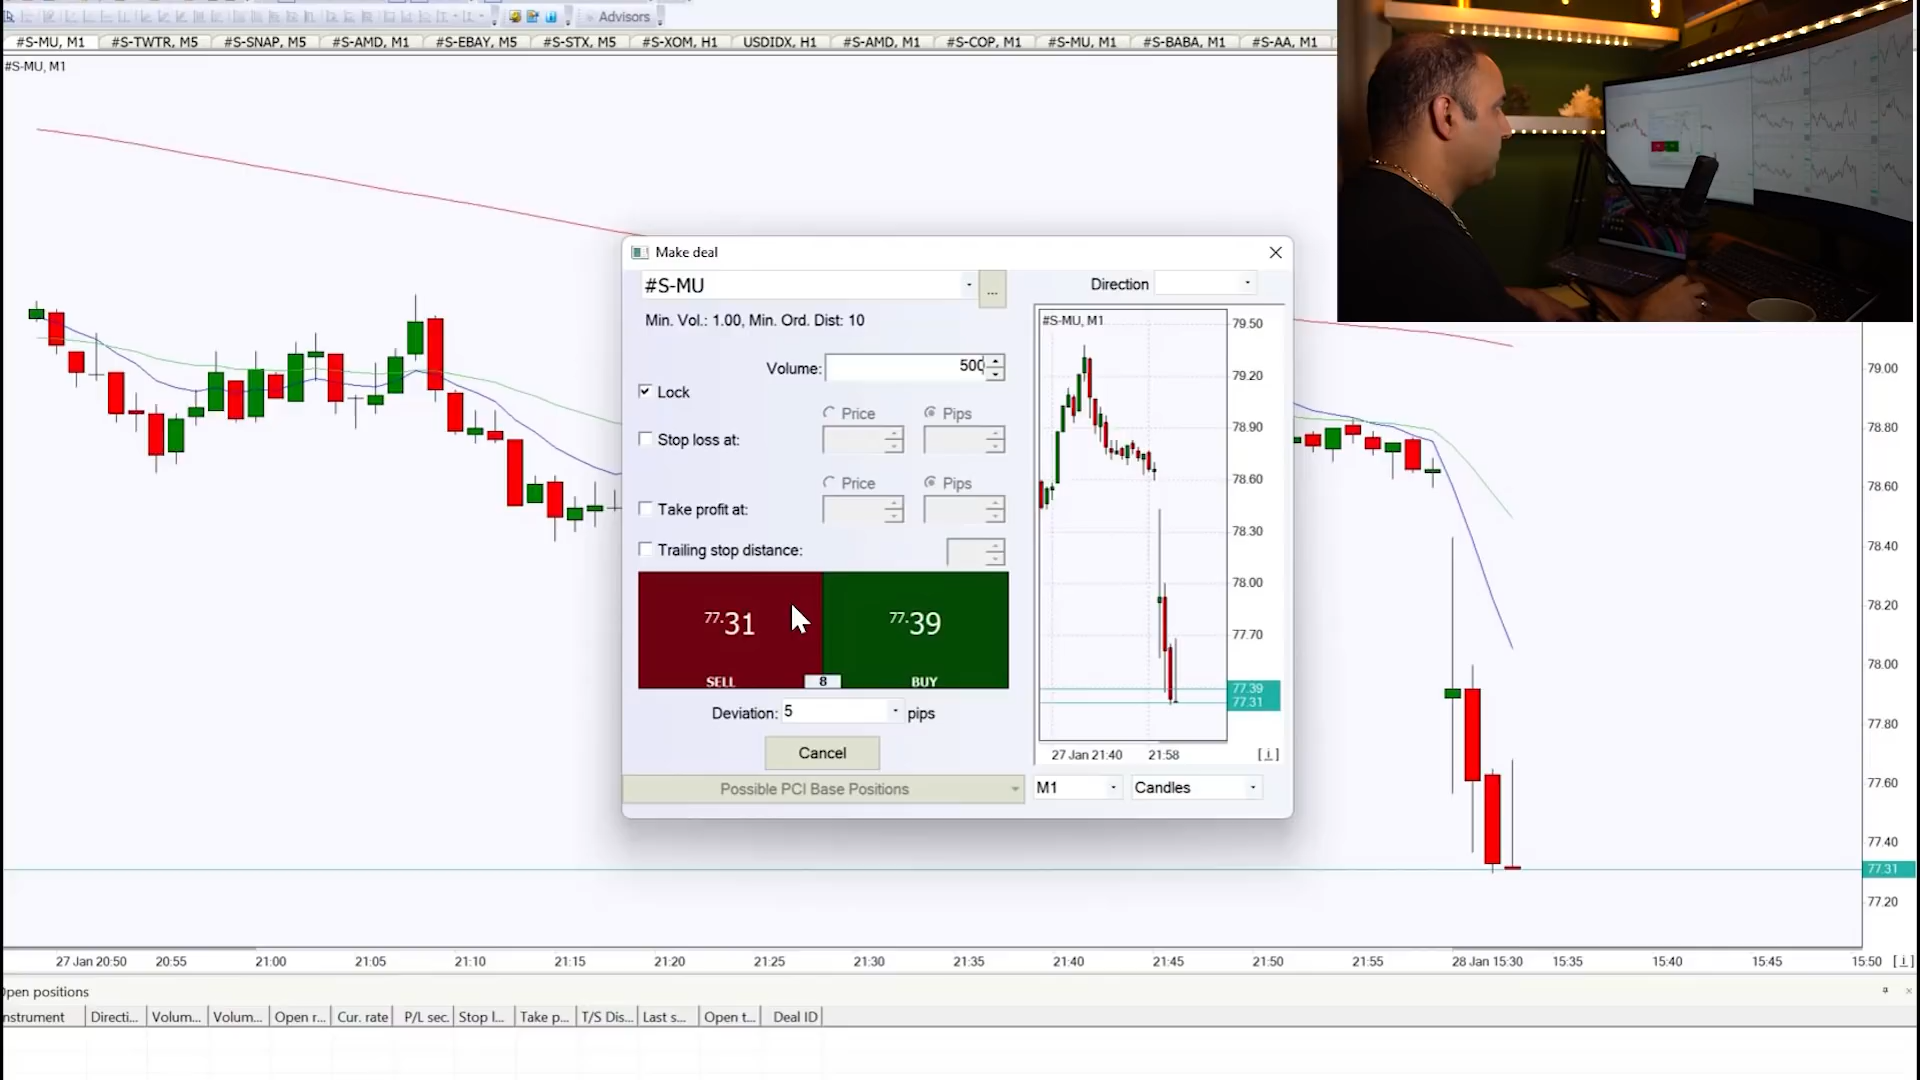 Advisors
#S-MU, M1 #S-TWTR, M5 #S-SNAP, M5 #S-AMD, M1 #S-EBAY, M5 #S-STX, M5 #S-XOM, H1 USDIDX, H1 #S-AMD, M1 #S-COP, M1 #S-MU, M1 #S-BABA, M1 #S-AA, M1
#S-MU, M1
Make deal
#S-MU
...
Direction
Min. Vol.: 1.00, Min. Ord. Dist: 10
Volume: 500
Lock
Price Pips
Stop loss at:
Price Pips
Take profit at:
Trailing stop distance:
77.31 77.39
SELL 8 BUY
Deviation: 5 pips
Cancel
Possible PCI Base Positions
#S-MU, M1
79.50
79.20
78.90
78.60
78.30
78.00
77.70
77.39
77.31
27 Jan 21:40 21:58
M1 Candles
79.00
78.80
78.60
78.40
78.20
78.00
77.80
77.60
77.40
77.31
77.20
27 Jan 20:50 20:55 21:00 21:05 21:10 21:15 21:20 21:25 21:30 21:35 21:40 21:45 21:50 21:55 28 Jan 15:30 15:35 15:40 15:45 15:50
Open positions
nstrument Directi... Volum... Volum... Open r... Cur. rate P/L sec. Stop l... Take p... T/S Dis... Last s... Open t... Deal ID